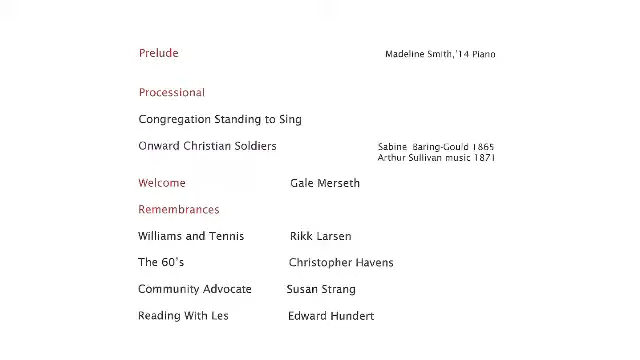 Prelude Madeline Smith,'14 Piano
Processional
Congregation Standing to Sing
Onward Christian Soldiers Sabine Baring-Gould 1865
Arthur Sullivan music 1871
Welcome Gale Merseth
Remembrances
Williams and Tennis Rikk Larsen
The 60's Christopher Havens
Community Advocate Susan Strang
Reading With Les Edward Hundert